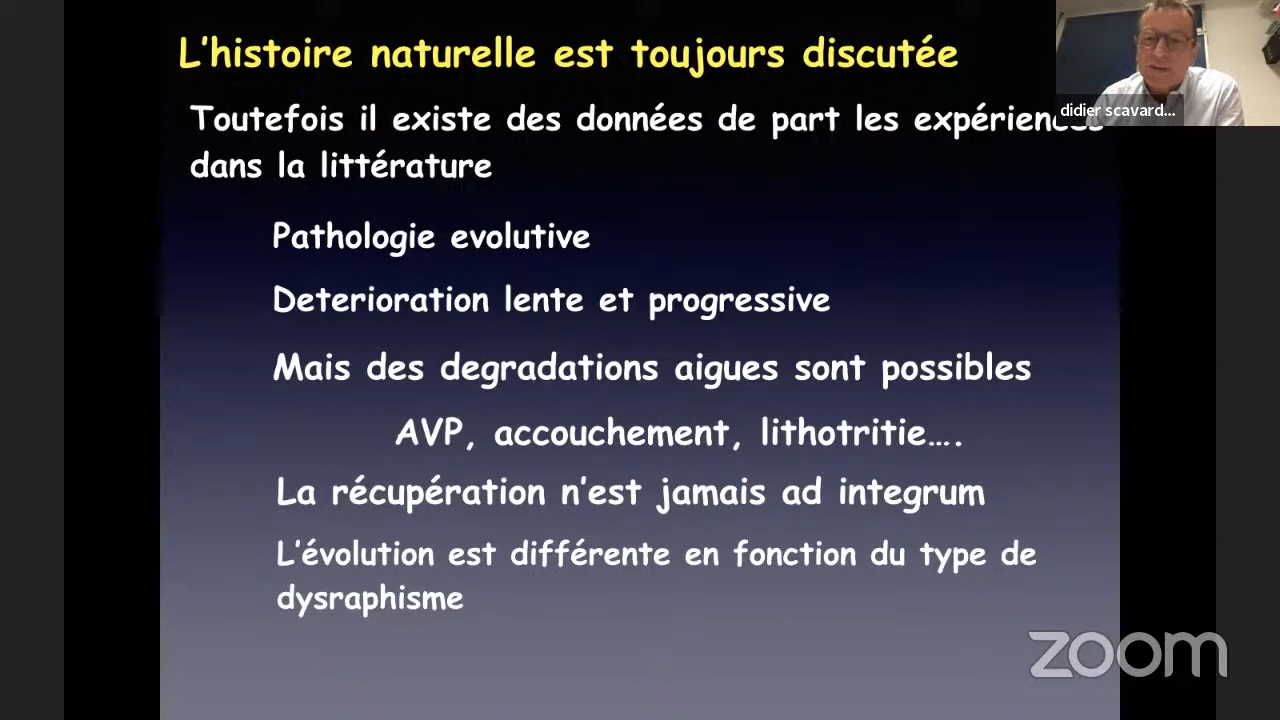 L'histoire naturelle est toujours discutée
didier scavard...
Toutefois il existe des données de part les expériences
dans la littérature
Pathologie evolutive
Deterioration lente et progressive
Mais des degradations aigues sont possibles
AVP, accouchement, lithotritie....
La récupération n'est jamais ad integrum
L'évolution est différente en fonction du type de
dysraphisme
zoom